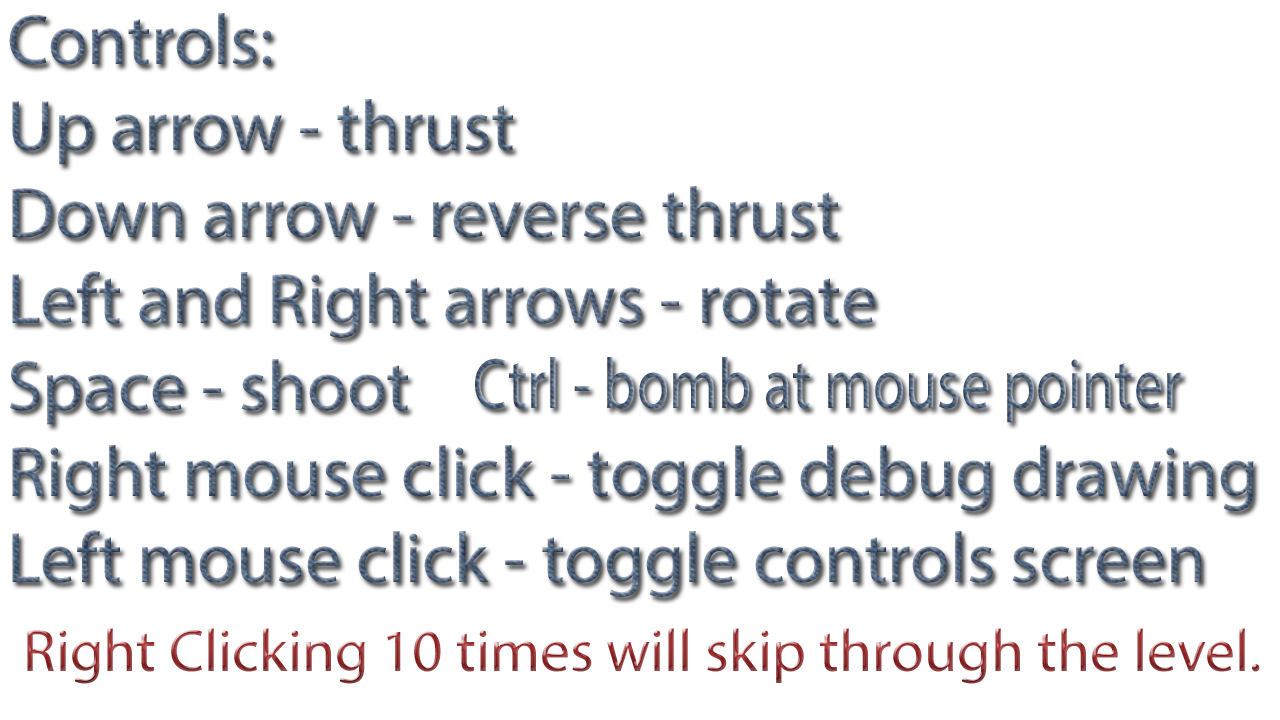 Controls:
Up arrow - thrust
Down arrow - reverse thrust
Left and Right arrows - rotate
Space - shoot Ctrl - bomb at mouse pointer
Right mouse click - toggle debug drawing
Left mouse click - toggle controls screen
Right Clicking 10 times will skip through the level.